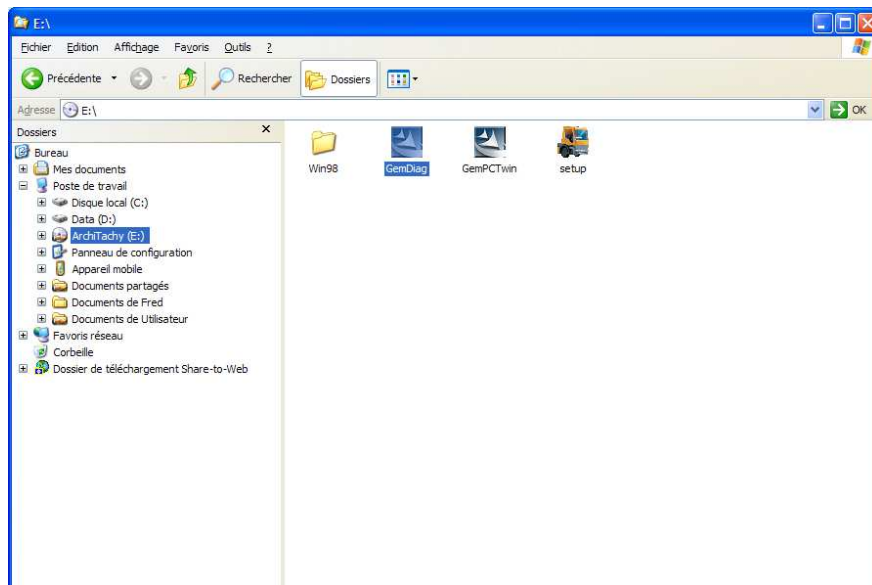 E:\
Fichier Edition Affichage Favoris Outils ?
Précédente Rechercher Dossiers
Adresse E:\ OK
Dossiers
Bureau
Mes documents
Poste de travail
Disque local (C:)
Data (D:)
ArchiTachy (E:)
Panneau de configuration
Appareil mobile
Documents partagés
Documents de Fred
Documents de Utilisateur
Favoris réseau
Corbeille
Dossier de téléchargement Share-to-Web
Win98 GemDiag GemPCTwin setup